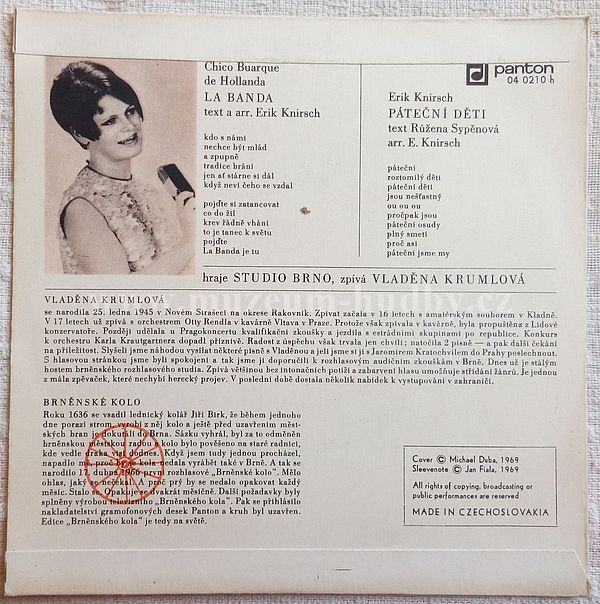 Chico Buarque
de Hollanda
LA BANDA
text a arr. Erik Knirsch
kdo s námi
nechce být mlád
a zpupně
tradice brání
jen ať stárne si dál
když neví čeho se vzdal
pojďte si zatancovat
co do žil
krev řádně vhání
to je tanec k světu
pojďte
La Banda je tu
panton
04 0210 h
Erik Knirsch
PÁTEČNÍ DĚTI
text Růžena Sypěnová
arr. E. Knirsch
páteční
roztomilý děti
páteční děti
jsou nešťastný
ou ou ou
pročpak jsou
páteční osudy
plný smetí
proč asi
páteční jsme my
hraje STUDIO BRNO, zpívá VLADĚNA KRUMLOVÁ
VLADĚNA KRUMLOVÁ
se narodila 25. ledna 1945 v Novém Strašecí na okrese Rakovník. Zpívat začala v 16 letech s amatérským souborem v Kladně.
V 17 letech už zpívá s orchestrem Otty Rendla v kavárně Vltava v Praze. Protože však zpívala v kavárně, byla propuštěna z Lidové
konzervatoře. Později udělala u Pragokoncertu kvalifikační zkoušky a jezdila s estrádními skupinami po republice. Konkurs
k orchestru Karla Krautgartnera dopadl příznivě. Radost z úspěchu však trvala jen chvíli; natočila 2 písně — a pak další čekání
na příležitost. Slyšeli jsme náhodou vysílat některé písně s Vladěnou a jeli jsme si ji s Jaromírem Kratochvílem do Prahy poslechnout.
S hlasovou stránkou jsme byli spokojeni a tak jsme ji doporučili k rozhlasovým audičním zkouškám v Brně. Dnes už je stálým
hostem brněnského rozhlasového studia. Zpívá většinou bez intonačních potíží a zabarvení hlasu umožňuje střídání žánrů. Je jednou
z mála zpěvaček, které nechybí herecký projev. V poslední době dostala několik nabídek k vystupování v zahraničí.
BRNĚNSKÉ KOLO
Roku 1636 se vsadil lednický kolář Jiří Birk, že během jednoho
dne porazí strom, udělá z něj kolo a ještě před uzavřením městských
bran jej dokulí do Brna. Sázku vyhrál, byl za to odměněn
brněnskou městskou radou a kolo bylo pověšeno na staré radnici,
kde vedle draka visí podnes. Když jsem tudy jednou procházel,
napadlo mi proč by se kola nedala vyrábět také v Brně. A tak se
narodilo 17. dubna 1966 první rozhlasové „Brněnské kolo“. Mělo
ohlas, jaký nikdo nečekal. A proč prý by se nedalo opakovat každý
měsíc. Stalo se. Opakuje se dvakrát měsíčně. Další požadavky byly
splněny výrobou televizního „Brněnského kola“. Pak se přihlásilo
nakladatelství gramofonových desek Panton a kruh byl uzavřen.
Edice „Brněnského kola“ je tedy na světě.
Cover © Michael Duba, 1969
Sleevenote © Jan Fiala, 1969
All rights of copying, broadcasting or
public performances are reserved
MADE IN CZECHOSLOVAKIA